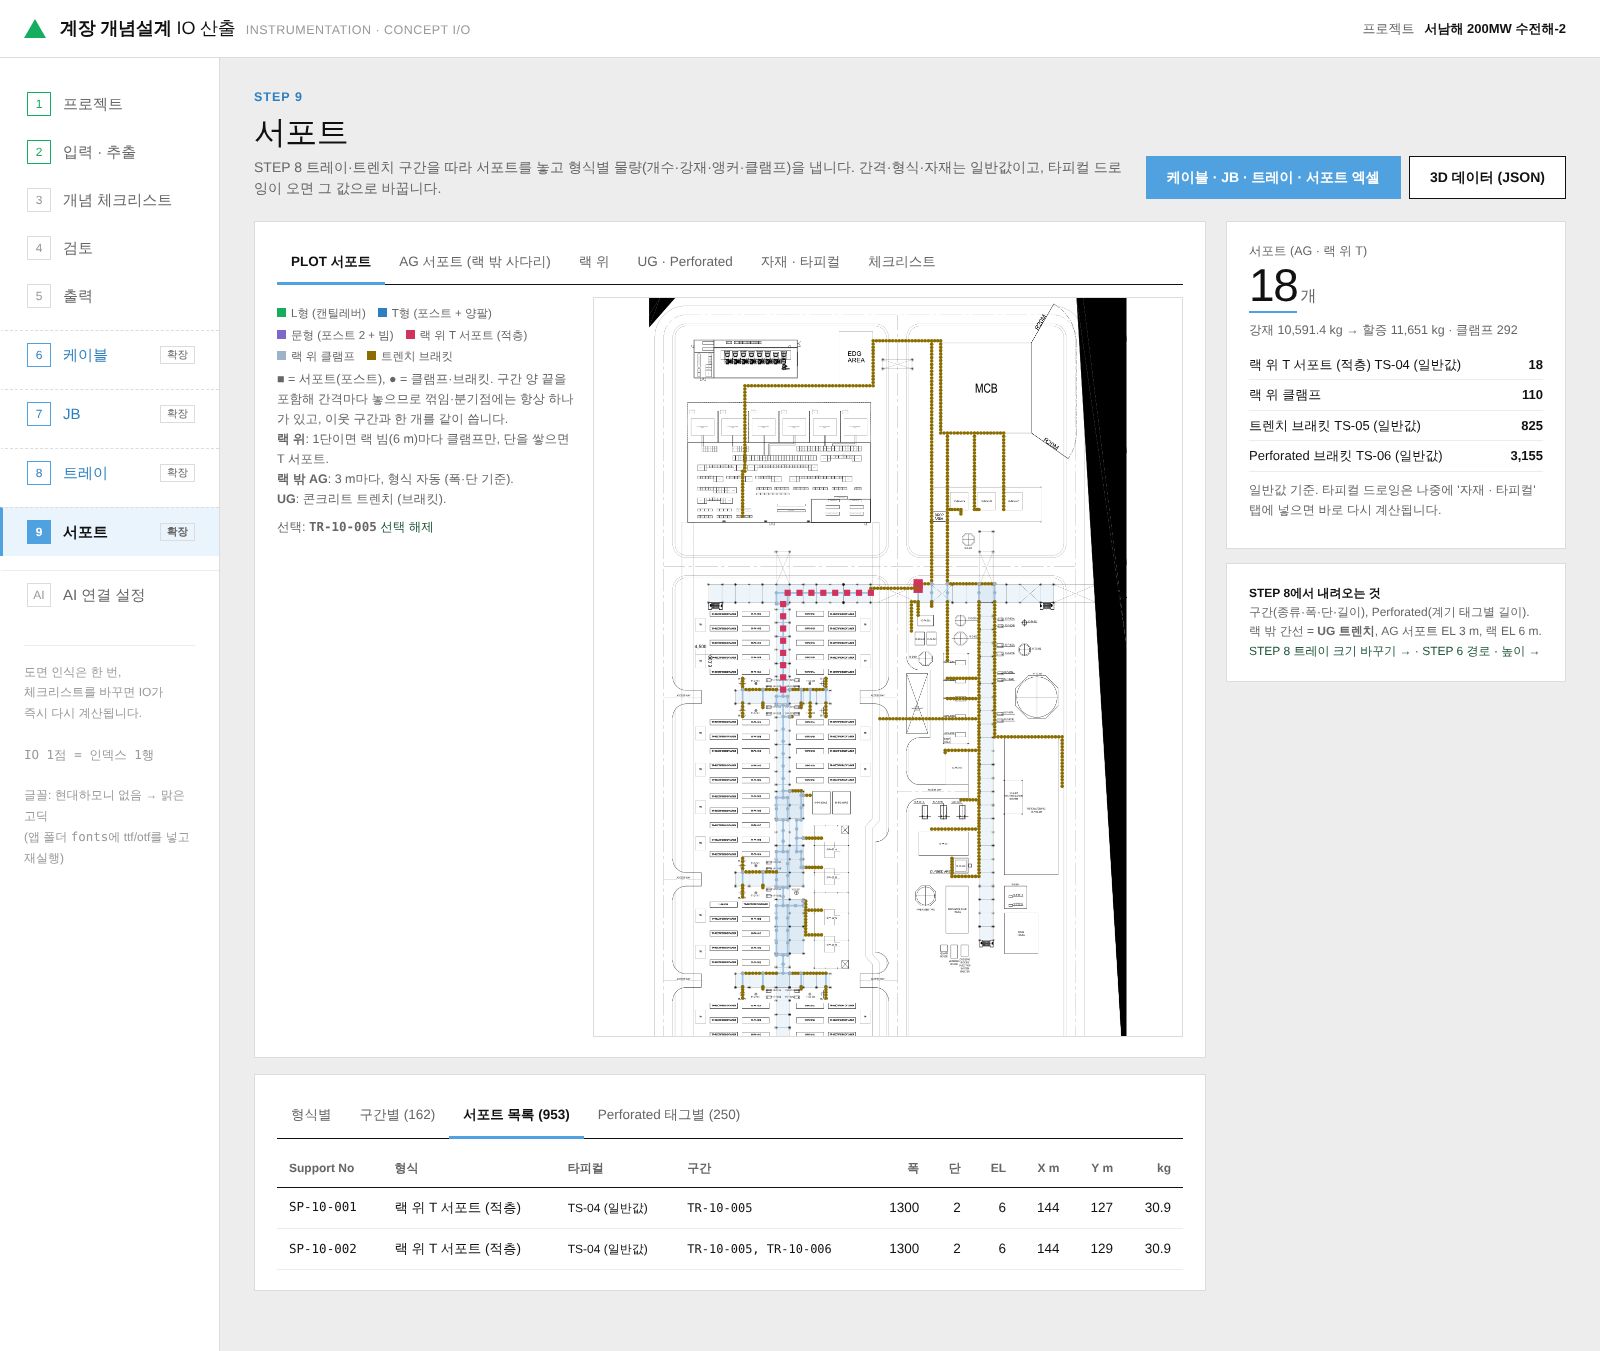 계장 개념설계 IO 산출 INSTRUMENTATION · CONCEPT I/O
프로젝트 서남해 200MW 수전해-2
1 프로젝트
2 입력 · 추출
3 개념 체크리스트
4 검토
5 출력
6 케이블 확장
7 JB 확장
8 트레이 확장
9 서포트 확장
AI AI 연결 설정
도면 인식은 한 번,
체크리스트를 바꾸면 IO가
즉시 다시 계산됩니다.
IO 1점 = 인덱스 1행
글꼴: 현대하모니 없음 → 맑은
고딕
(앱 폴더 fonts에 ttf/otf를 넣고
재실행)
STEP 9
서포트
STEP 8 트레이·트렌치 구간을 따라 서포트를 놓고 형식별 물량(개수·강재·앵커·클램프)을 냅니다. 간격·형식·자재는 일반값이고, 타피컬 드로
잉이 오면 그 값으로 바꿉니다.
케이블 · JB · 트레이 · 서포트 엑셀
3D 데이터 (JSON)
PLOT 서포트 AG 서포트 (랙 밖 사다리) 랙 위 UG · Perforated 자재 · 타피컬 체크리스트
L형 (캔틸레버) T형 (포스트 + 양팔)
문형 (포스트 2 + 빔) 랙 위 T 서포트 (적층)
랙 위 클램프 트렌치 브래킷
■ = 서포트(포스트), ● = 클램프·브래킷. 구간 양 끝을
포함해 간격마다 놓으므로 꺾임·분기점에는 항상 하나
가 있고, 이웃 구간과 한 개를 같이 씁니다.
랙 위: 1단이면 랙 빔(6 m)마다 클램프만, 단을 쌓으면
T 서포트.
랙 밖 AG: 3 m마다, 형식 자동 (폭·단 기준).
UG: 콘크리트 트렌치 (브래킷).
선택: TR-10-005 선택 해제
EDG
AREA
MCB
서포트 (AG · 랙 위 T)
18개
강재 10,591.4 kg → 할증 11,651 kg · 클램프 292
랙 위 T 서포트 (적층) TS-04 (일반값) 18
랙 위 클램프 110
트렌치 브래킷 TS-05 (일반값) 825
Perforated 브래킷 TS-06 (일반값) 3,155
일반값 기준. 타피컬 드로잉은 나중에 '자재 · 타피컬'
탭에 넣으면 바로 다시 계산됩니다.
STEP 8에서 내려오는 것
구간(종류·폭·단·길이), Perforated(계기 태그별 길이).
랙 밖 간선 = UG 트렌치, AG 서포트 EL 3 m, 랙 EL 6 m.
STEP 8 트레이 크기 바꾸기 → · STEP 6 경로 · 높이 →
형식별 구간별 (162) 서포트 목록 (953) Perforated 태그별 (250)
Support No 형식 타피컬 구간 폭 단 EL X m Y m kg
SP-10-001 랙 위 T 서포트 (적층) TS-04 (일반값) TR-10-005 1300 2 6 144 127 30.9
SP-10-002 랙 위 T 서포트 (적층) TS-04 (일반값) TR-10-005, TR-10-006 1300 2 6 144 129 30.9